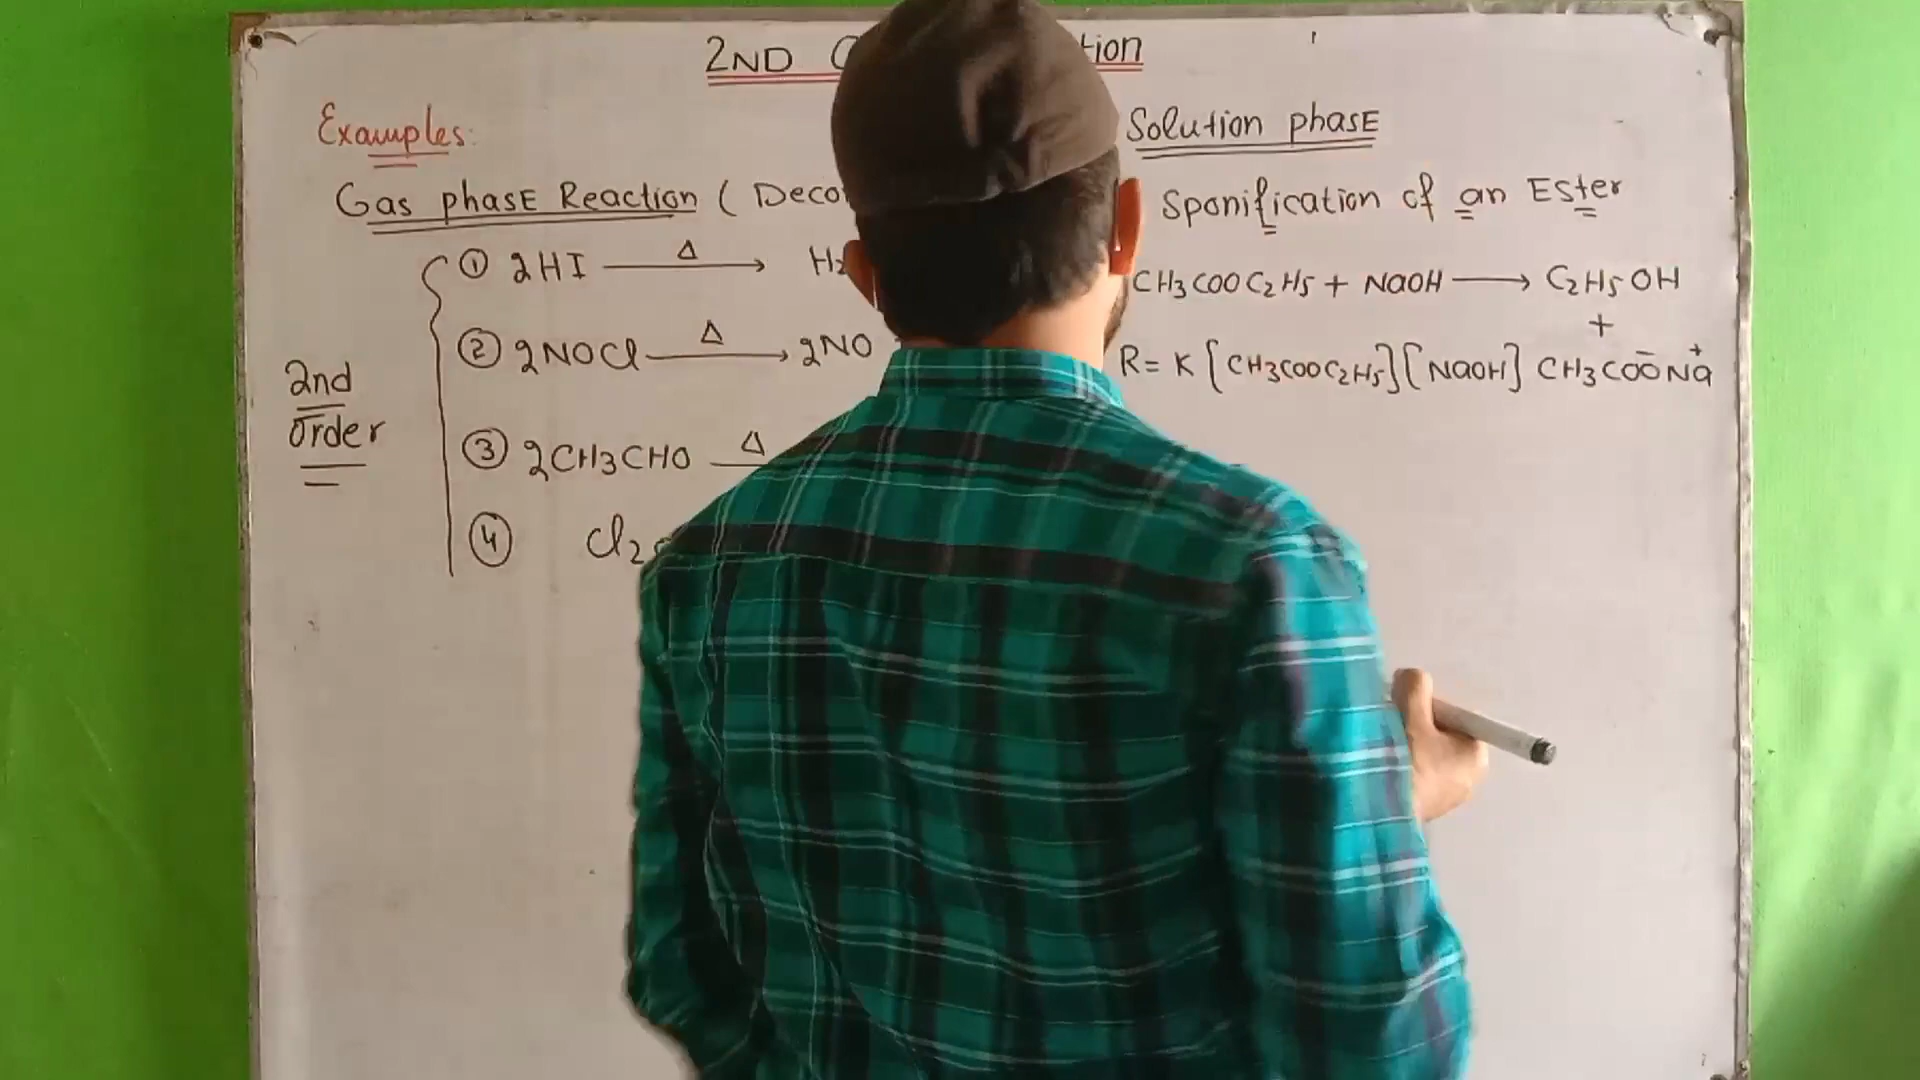 2ND
tion
Examples:
Gas phasE Reaction ( Deco
① 2HI —Δ→ H2
② 2NOCl —Δ→ 2NO
2nd
order
③ 2CH3CHO —Δ
④ Cl2
Solution phasE
Sponification of an Ester
CH3COOC2H5 + NaOH → C2H5OH
+
R= K [CH3COOC2H5][NaOH] CH3COO⁻Na⁺